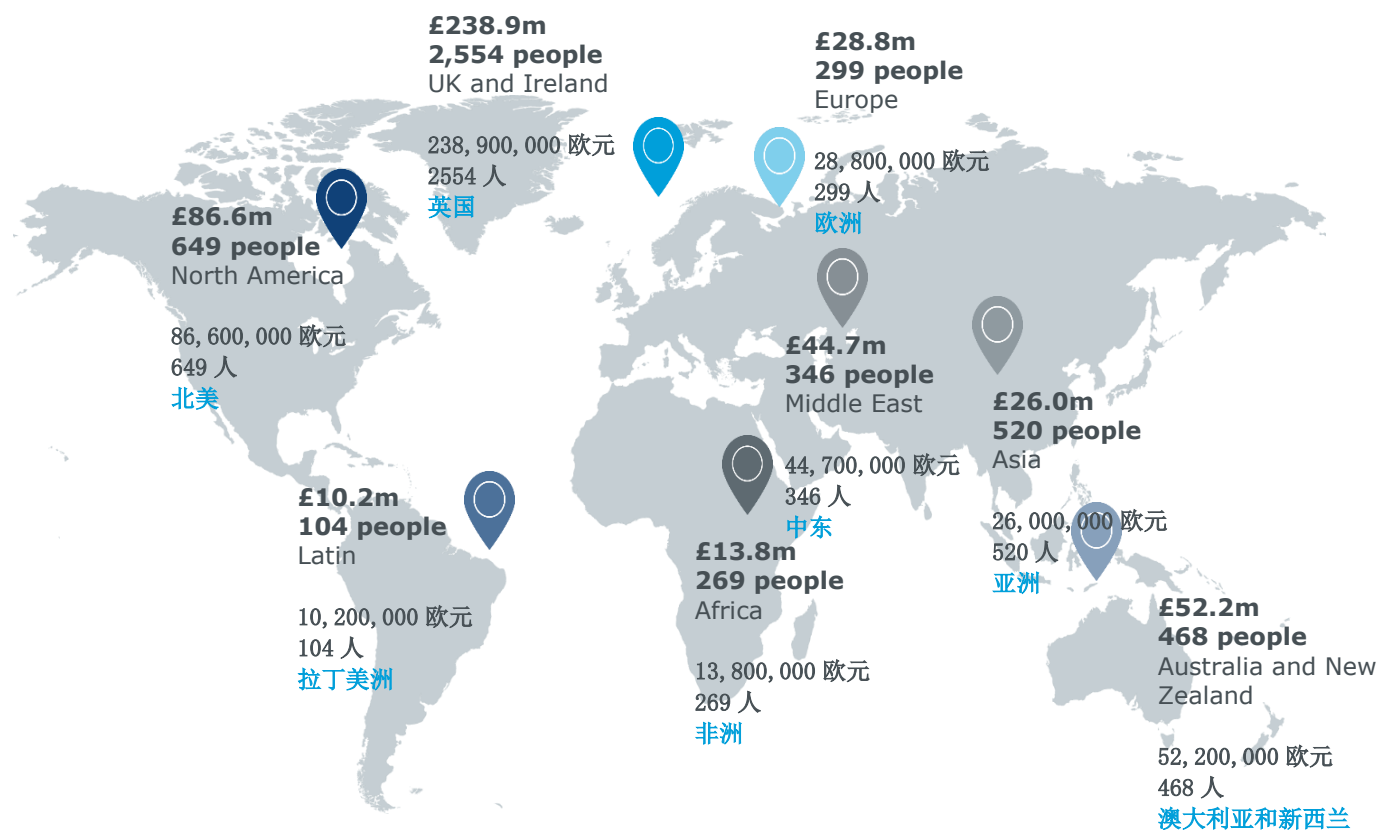 £238.9m
2,554 people
UK and Ireland
238,900,000 欧元
2554 人
英国
£28.8m
299 people
Europe
28,800,000 欧元
299 人
欧洲
£86.6m
649 people
North America
86,600,000 欧元
649 人
北美
£44.7m
346 people
Middle East
44,700,000 欧元
346 人
中东
£26.0m
520 people
Asia
26,000,000 欧元
520 人
亚洲
£10.2m
104 people
Latin
10,200,000 欧元
104 人
拉丁美洲
£13.8m
269 people
Africa
13,800,000 欧元
269 人
非洲
£52.2m
468 people
Australia and New
Zealand
52,200,000 欧元
468 人
澳大利亚和新西兰